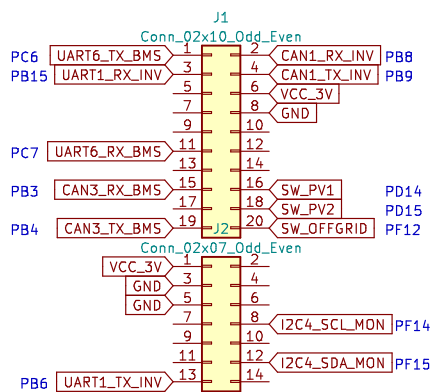 J1
Conn_02x10_Odd_Even
PC6 UART6_TX_BMS 1 2 CAN1_RX_INV PB8
PB15 UART1_RX_INV 3 4 CAN1_TX_INV PB9
5 6 VCC_3V
7 8 GND
9 10
PC7 UART6_RX_BMS 11 12
13 14
PB3 CAN3_RX_BMS 15 16 SW_PV1 PD14
17 18 SW_PV2 PD15
PB4 CAN3_TX_BMS 19 20 SW_OFFGRID PF12
J2
Conn_02x07_Odd_Even
VCC_3V 1 2
GND 3 4
GND 5 6
7 8 I2C4_SCL_MON PF14
9 10
11 12 I2C4_SDA_MON PF15
PB6 UART1_TX_INV 13 14